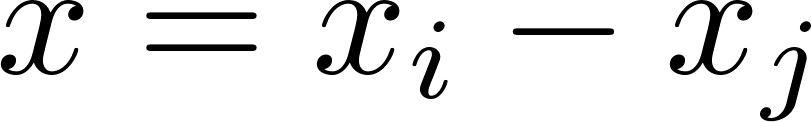 x = x_i − x_j